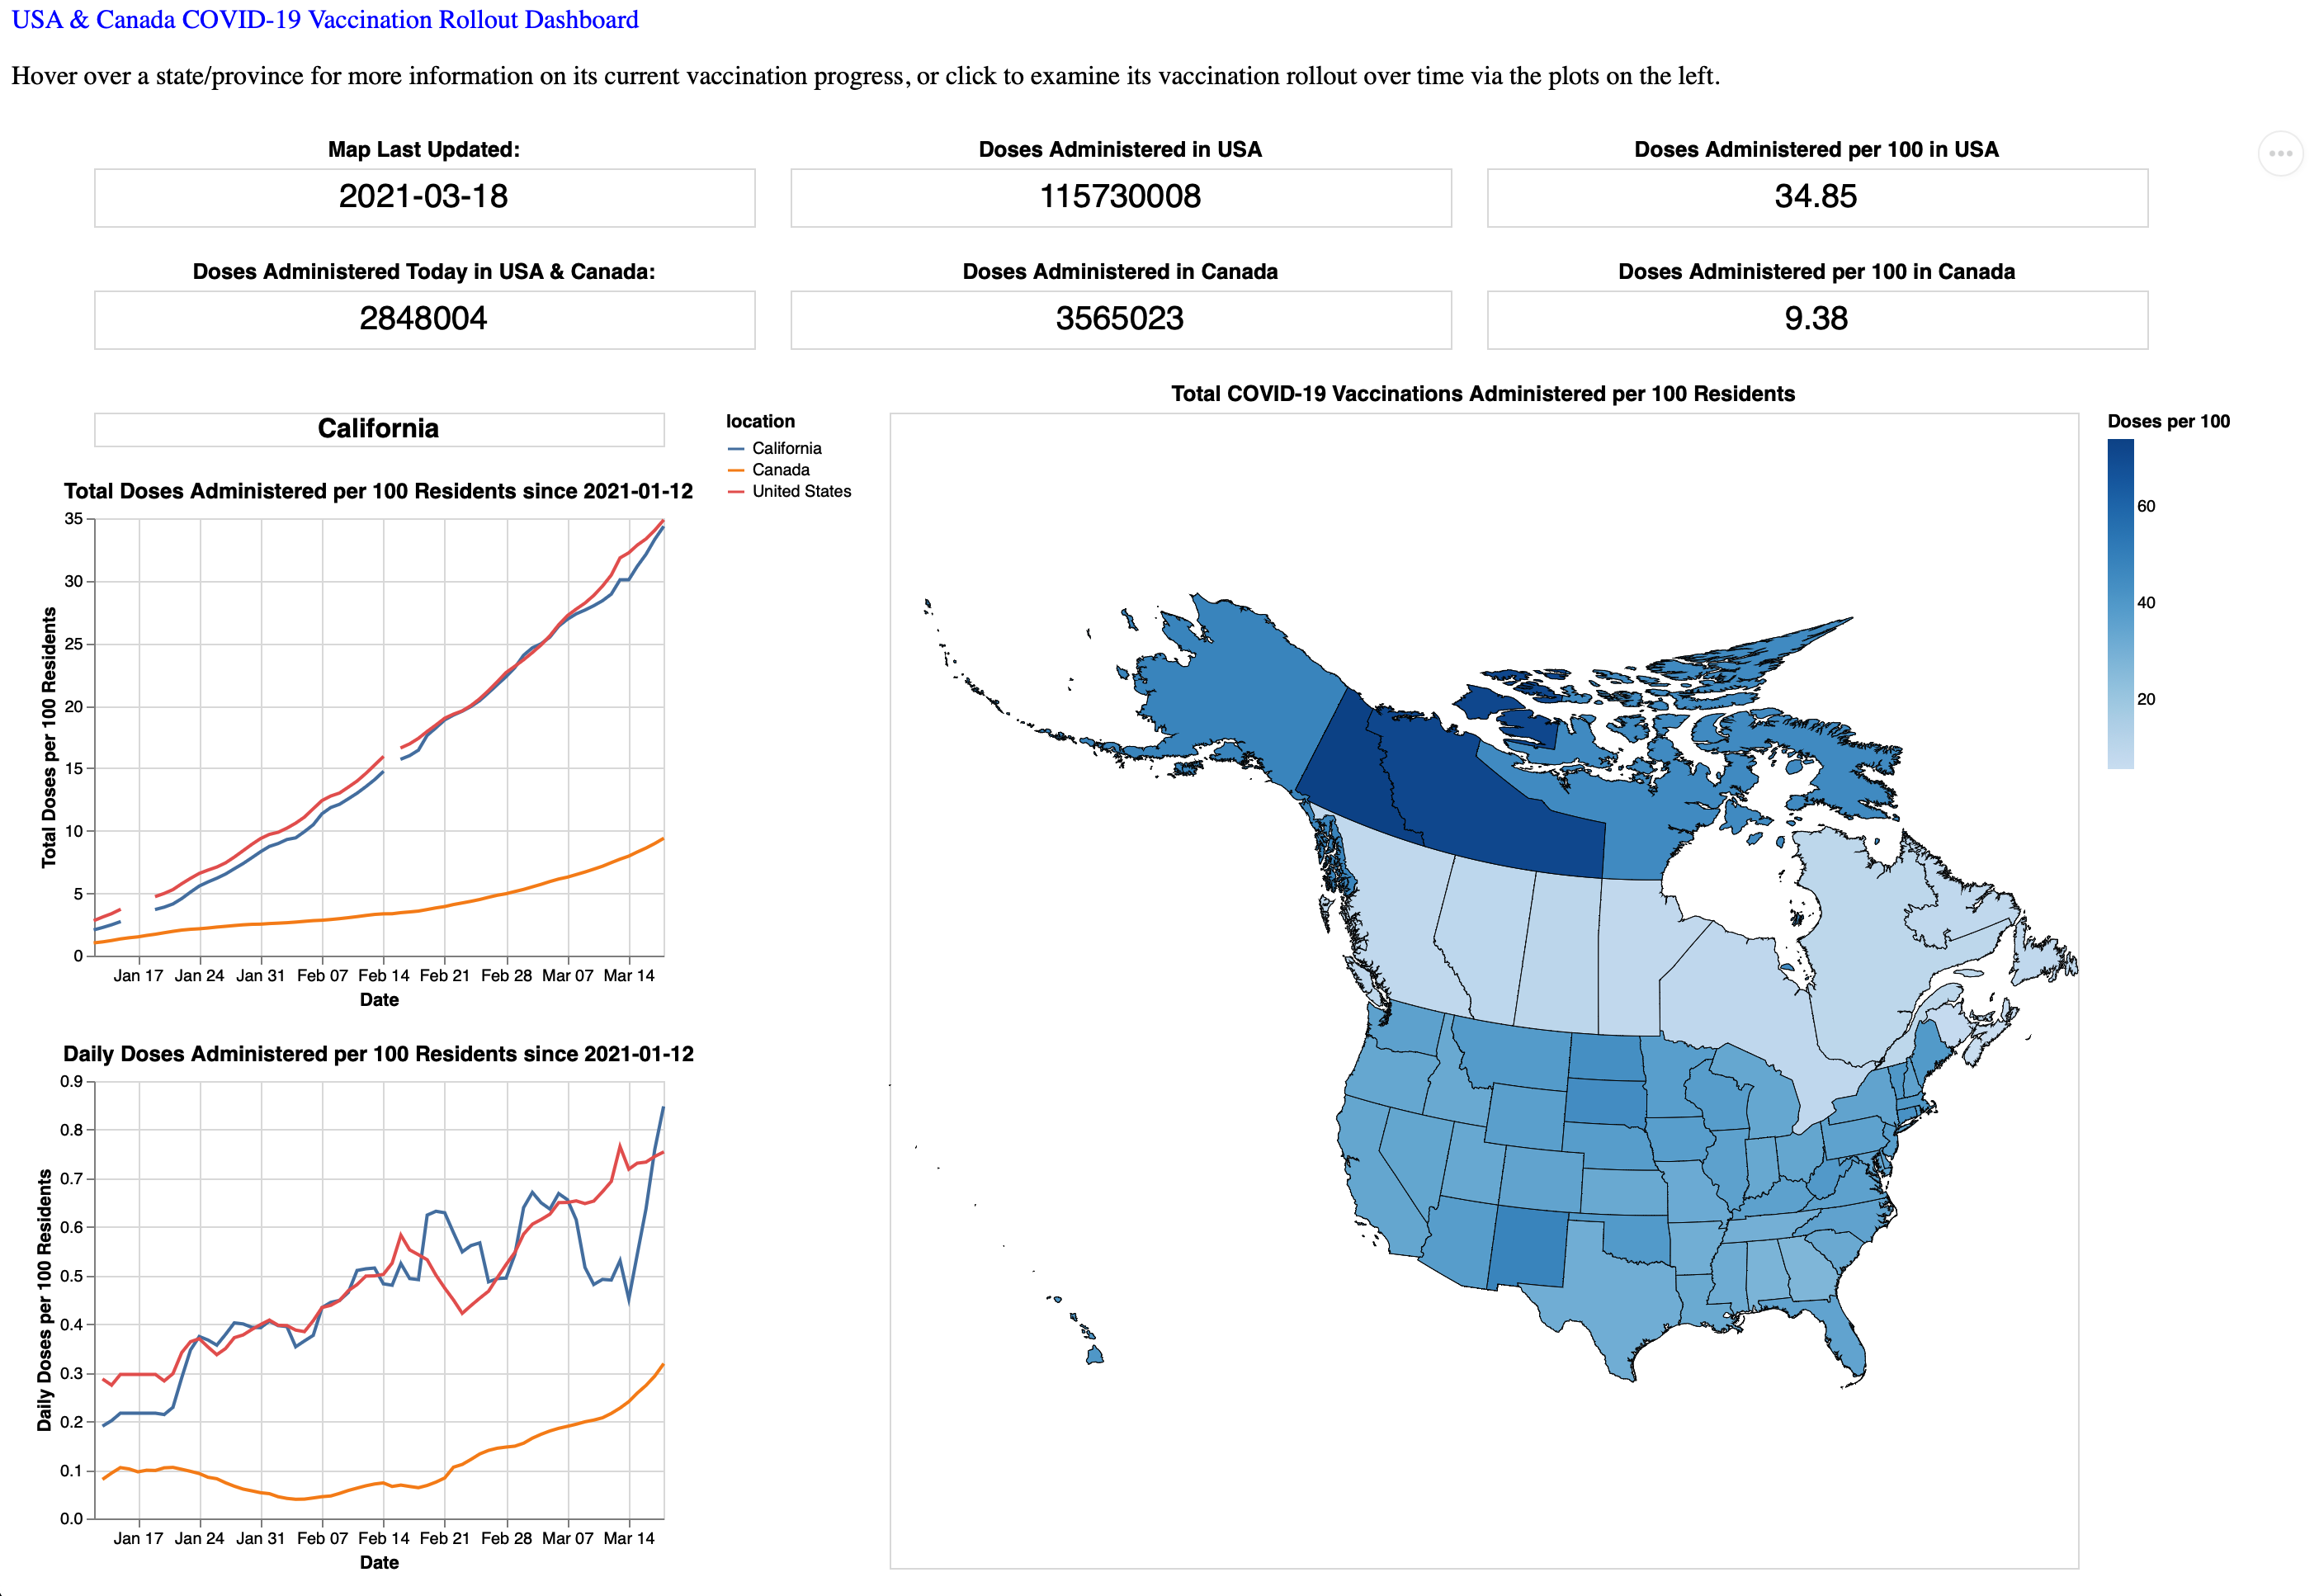 USA & Canada COVID-19 Vaccination Rollout Dashboard
Hover over a state/province for more information on its current vaccination progress, or click to examine its vaccination rollout over time via the plots on the left.
Map Last Updated:
2021-03-18
Doses Administered in USA
115730008
Doses Administered per 100 in USA
34.85
Doses Administered Today in USA & Canada:
2848004
Doses Administered in Canada
3565023
Doses Administered per 100 in Canada
9.38
California
location
California
Canada
United States
Total Doses Administered per 100 Residents since 2021-01-12
Total Doses per 100 Residents
35
30
25
20
15
10
5
0
Jan 17 Jan 24 Jan 31 Feb 07 Feb 14 Feb 21 Feb 28 Mar 07 Mar 14
Date
Daily Doses Administered per 100 Residents since 2021-01-12
Daily Doses per 100 Residents
0.9
0.8
0.7
0.6
0.5
0.4
0.3
0.2
0.1
0.0
Jan 17 Jan 24 Jan 31 Feb 07 Feb 14 Feb 21 Feb 28 Mar 07 Mar 14
Date
Total COVID-19 Vaccinations Administered per 100 Residents
Doses per 100
60
40
20